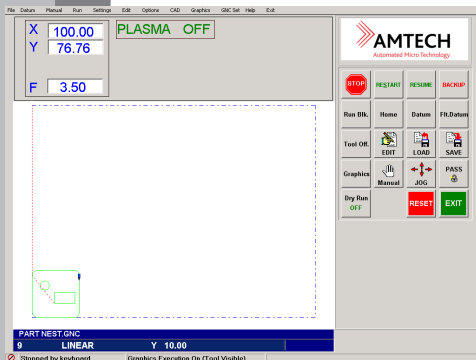 File Datum Manual Run Settings Edit Options CAD Graphics GNC Set Help Exit
X 100.00
Y 76.76
F 3.50
PLASMA OFF
AMTECH
Automated Micro Technology
STOP RESTART RESUME BACKUP
Run Blk. Home Datum Flt.Datum
Tool Off. EDIT LOAD SAVE
Graphics Manual JOG PASS
Dry Run OFF RESET EXIT
PART NEST.GNC
9 LINEAR Y 10.00
Stopped by keyboard Graphics Execution On (Tool Visible)